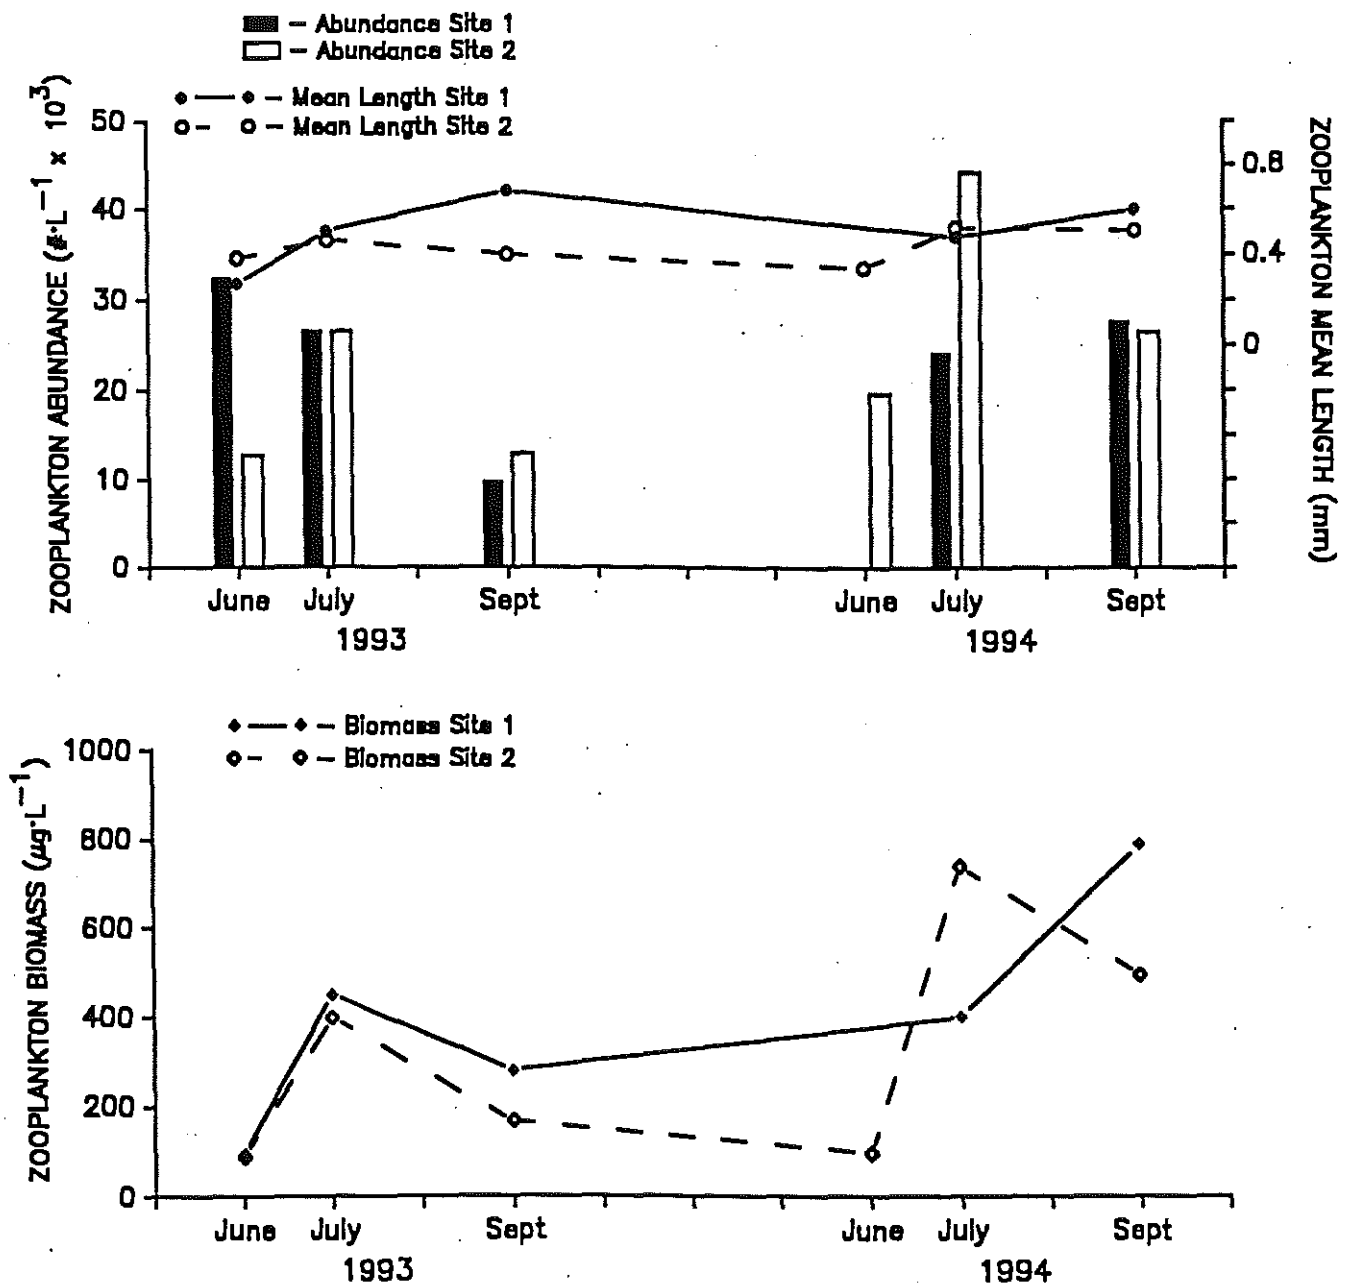 – Abundance Site 1
– Abundance Site 2
– Mean Length Site 1
– Mean Length Site 2
ZOOPLANKTON ABUNDANCE (#·L⁻¹ x 10³)
50
40
30
20
10
0
0.8
0.4
0
ZOOPLANKTON MEAN LENGTH (mm)
June July Sept June July Sept
1993 1994
– Biomass Site 1
– Biomass Site 2
ZOOPLANKTON BIOMASS (µg·L⁻¹)
1000
800
600
400
200
0
June July Sept June July Sept
1993 1994